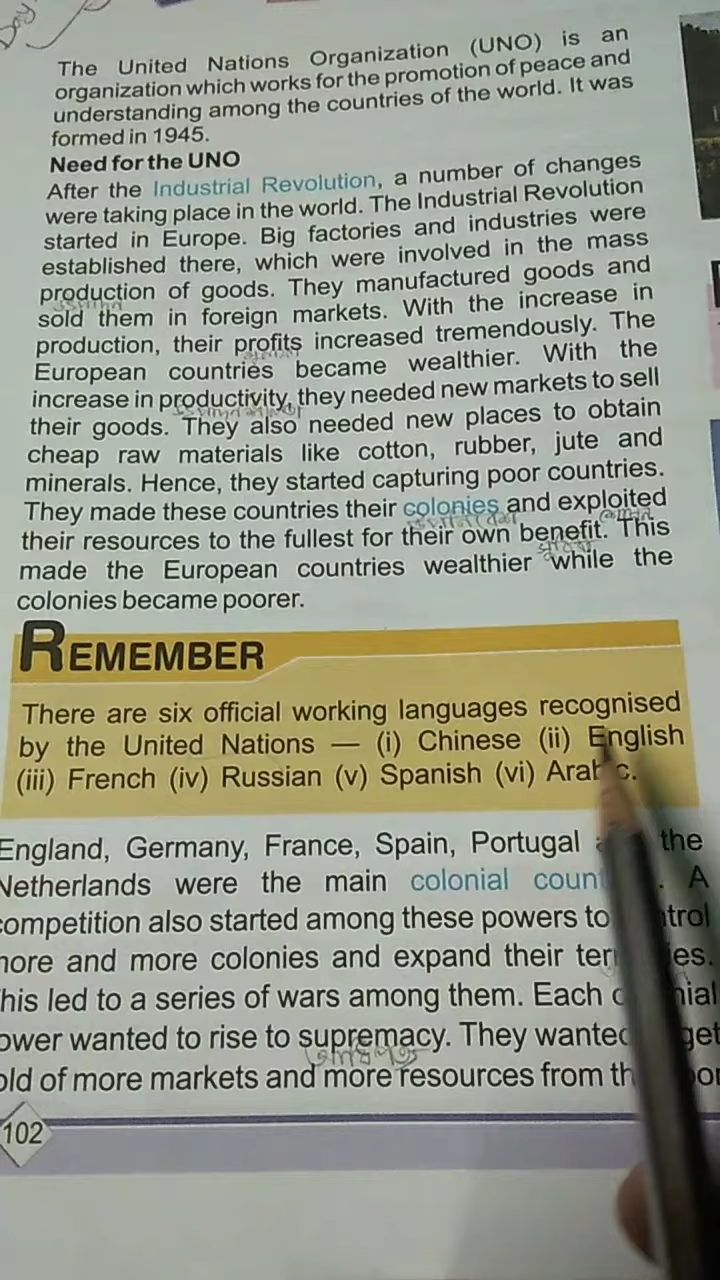 Day
The United Nations Organization (UNO) is an
organization which works for the promotion of peace and
understanding among the countries of the world. It was
formed in 1945.
Need for the UNO
After the Industrial Revolution, a number of changes
were taking place in the world. The Industrial Revolution
started in Europe. Big factories and industries were
established there, which were involved in the mass
production of goods. They manufactured goods and
sold them in foreign markets. With the increase in
production, their profits increased tremendously. The
European countries became wealthier. With the
increase in productivity, they needed new markets to sell
their goods. They also needed new places to obtain
cheap raw materials like cotton, rubber, jute and
minerals. Hence, they started capturing poor countries.
They made these countries their colonies and exploited
their resources to the fullest for their own benefit. This
made the European countries wealthier while the
colonies became poorer.
REMEMBER
There are six official working languages recognised
by the United Nations — (i) Chinese (ii) English
(iii) French (iv) Russian (v) Spanish (vi) Arabic.
England, Germany, France, Spain, Portugal the
Netherlands were the main colonial A
competition also started among these powers to
more and more colonies and expand their
This led to a series of wars among them. Each
power wanted to rise to supremacy. They wanted get
of more markets and more resources from
102